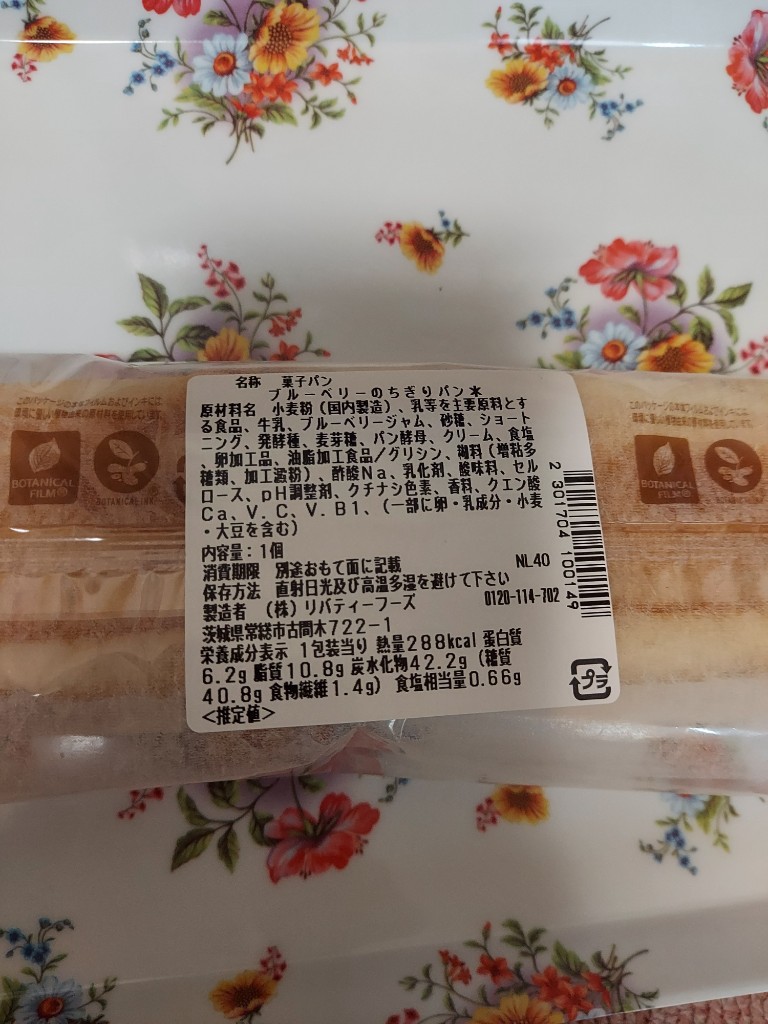 名称 菓子パン
ブルーベリーのちぎりパン*
原材料名 小麦粉(国内製造)、乳等を主要原料とす
る食品、牛乳、ブルーベリージャム、砂糖、ショート
ニング、発酵種、麦芽糖、パン酵母、クリーム、食塩
、卵加工品、油脂加工食品/グリシン、糊料(増粘多
糖類、加工澱粉)、酢酸Na、乳化剤、酸味料、セル
ロース、pH調整剤、クチナシ色素、香料、クエン酸
Ca、V.C、V.B1、(一部に卵・乳成分・小麦
・大豆を含む)
内容量:1個
消費期限 別途おもて面に記載 NL40
保存方法 直射日光及び高温多湿を避けて下さい
製造者 (株)リバティーフーズ 0120-114-702
茨城県常総市古間木722-1
栄養成分表示 1包装当り 熱量288kcal 蛋白質
6.2g 脂質10.8g 炭水化物42.2g (糖質
40.8g 食物繊維1.4g) 食塩相当量0.66g
<推定値>
2 301704 100149
プラ
BOTANICAL
FILM
BOTANICAL INK
BOTANICAL
FILM